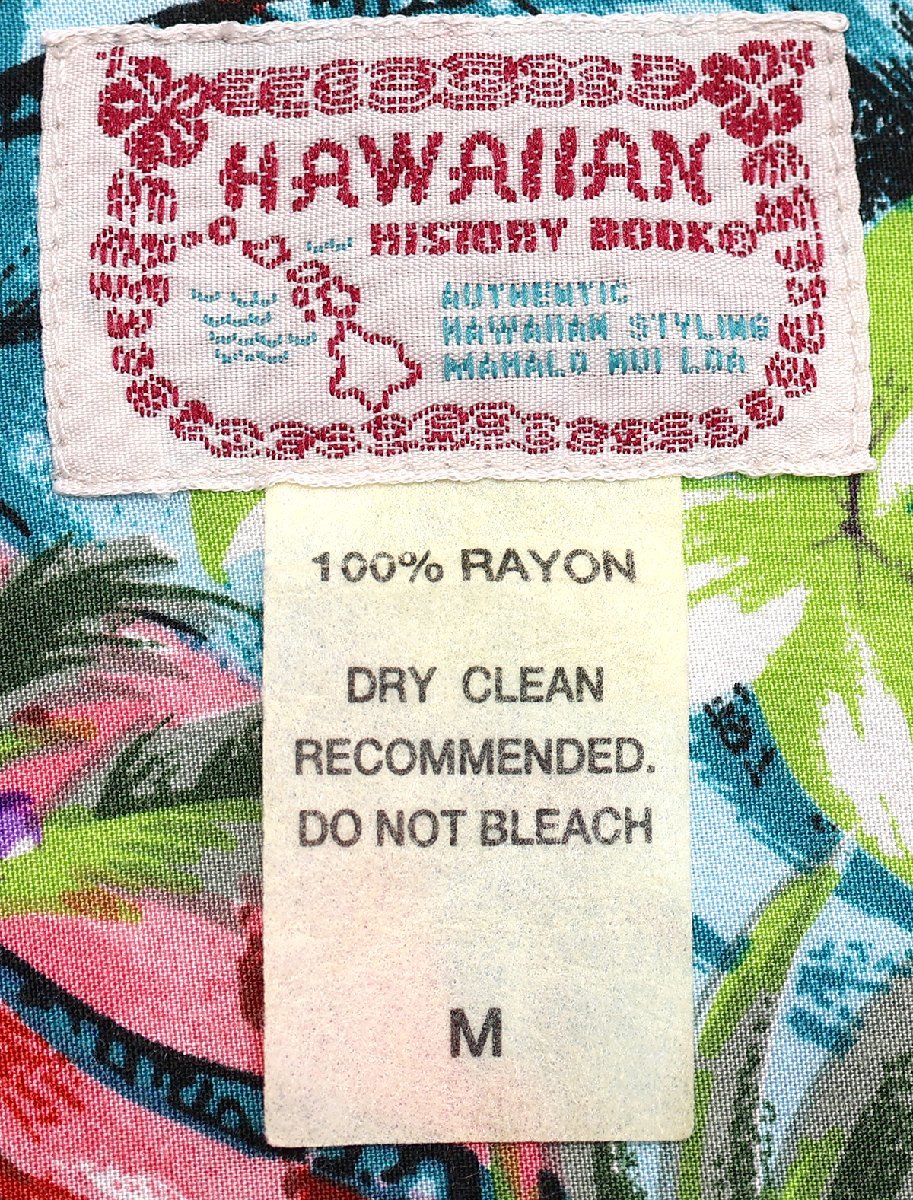 HAWAIIAN
HISTORY BOOK®
AUTHENTIC
HAWAIIAN STYLING
MAHALO NUI LOA
100% RAYON
DRY CLEAN
RECOMMENDED.
DO NOT BLEACH
M